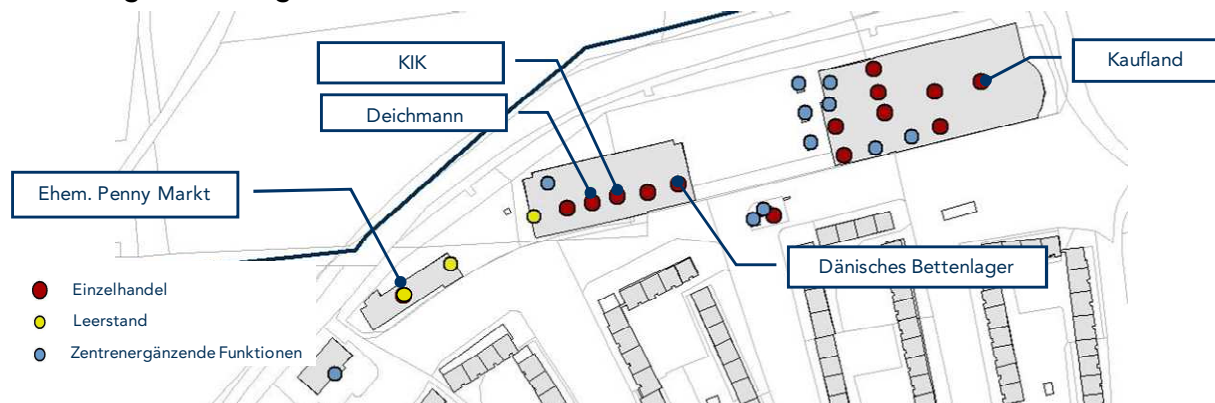 KIK
Kaufland
Deichmann
Ehem. Penny Markt
Dänisches Bettenlager
Einzelhandel
Leerstand
Zentrenergänzende Funktionen